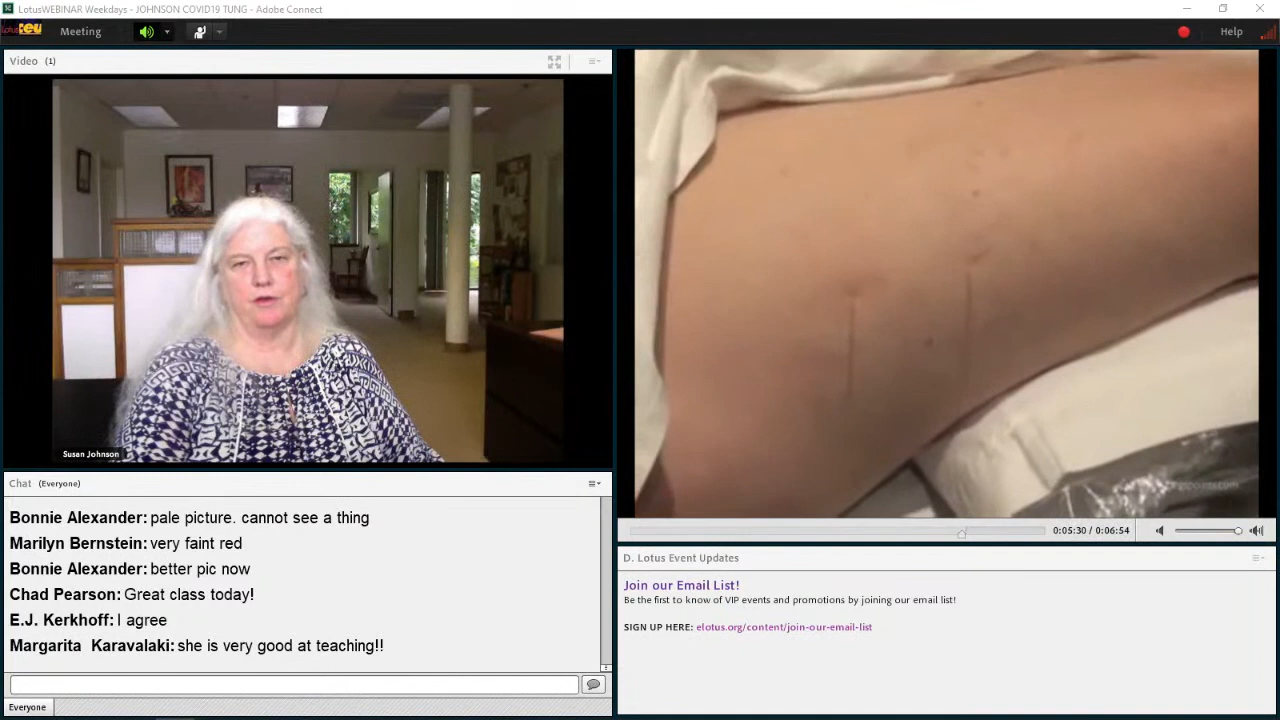 LotusWEBINAR Weekdays - JOHNSON COVID19 TUNG - Adobe Connect
Meeting
Help
Video (1)
Susan Johnson
0:05:30 / 0:06:54
Chat (Everyone)
Bonnie Alexander: pale picture. cannot see a thing
Marilyn Bernstein: very faint red
Bonnie Alexander: better pic now
Chad Pearson: Great class today!
E.J. Kerkhoff: I agree
Margarita Karavalaki: she is very good at teaching!!
Everyone
D. Lotus Event Updates
Join our Email List!
Be the first to know of VIP events and promotions by joining our email list!
SIGN UP HERE: elotus.org/content/join-our-email-list